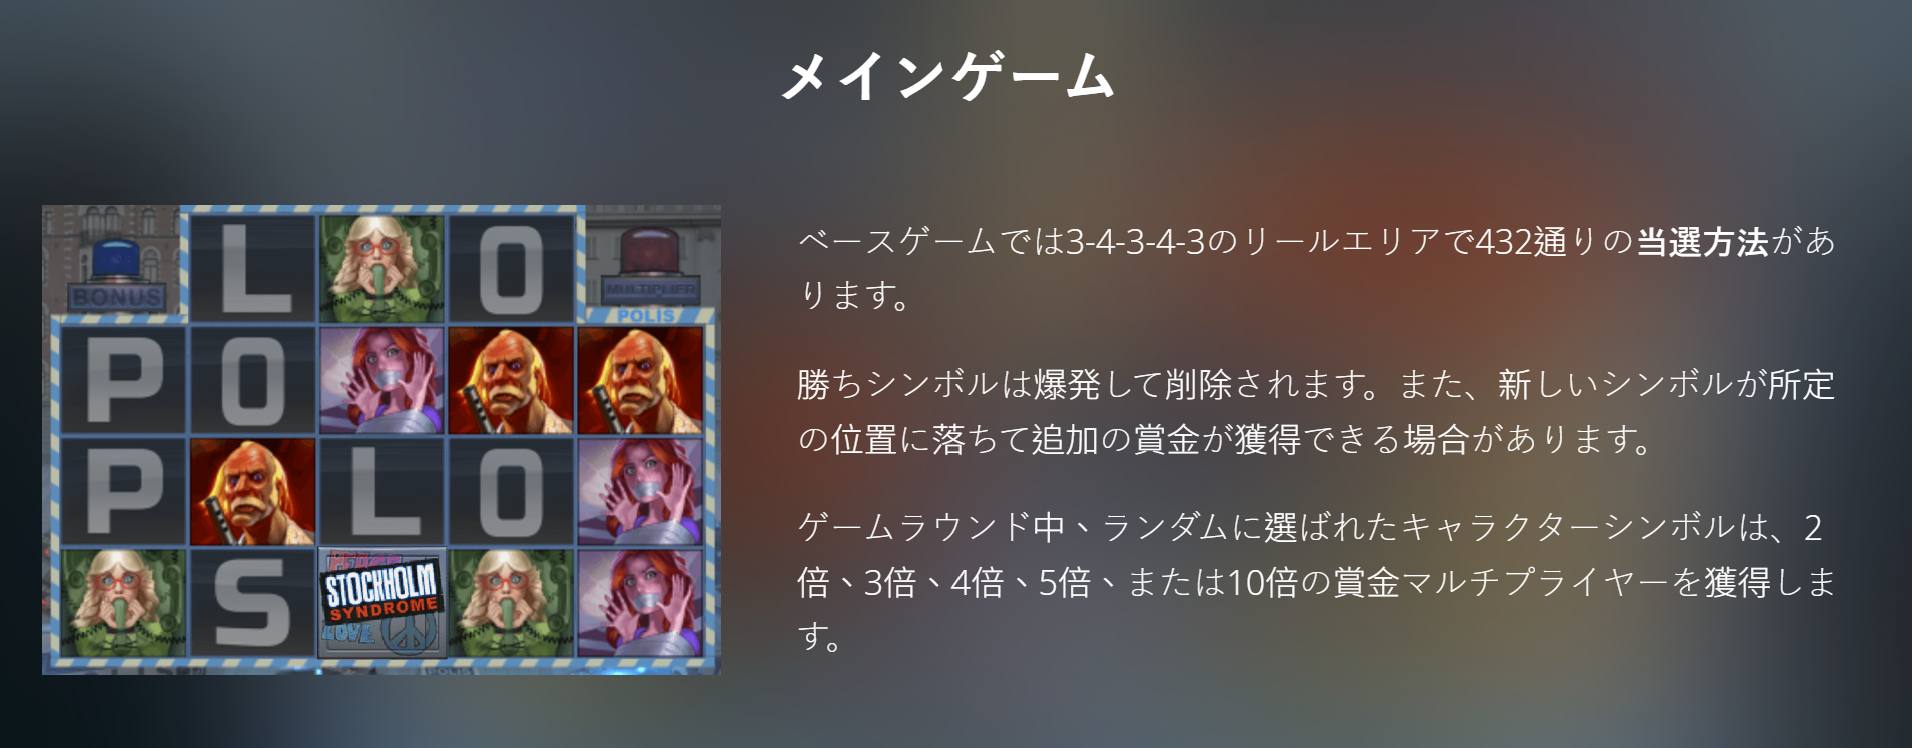 メインゲーム
BONUS
MULTIPLIER
POLIS
L
O
P
O
P
L
O
S
STOCKHOLM
SYNDROME
LOVE
ベースゲームでは3-4-3-4-3のリールエリアで432通りの当選方法があ
ります。
勝ちシンボルは爆発して削除されます。また、新しいシンボルが所定
の位置に落ちて追加の賞金が獲得できる場合があります。
ゲームラウンド中、ランダムに選ばれたキャラクターシンボルは、2
倍、3倍、4倍、5倍、または10倍の賞金マルチプライヤーを獲得しま
す。